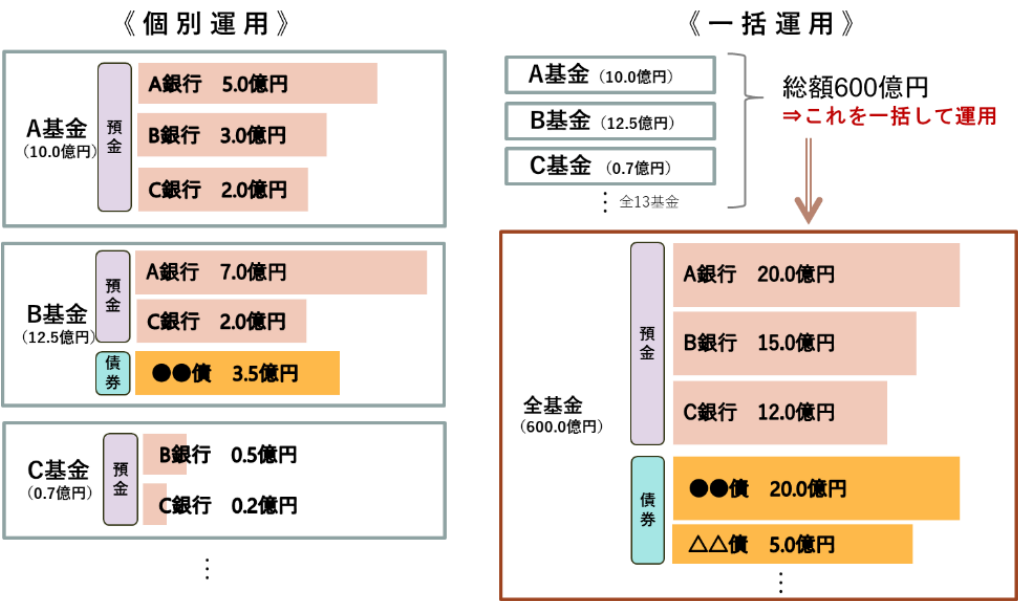 《個別運用》
A基金
(10.0億円)
預金
A銀行 5.0億円
B銀行 3.0億円
C銀行 2.0億円
B基金
(12.5億円)
預金
A銀行 7.0億円
C銀行 2.0億円
債券
●●債 3.5億円
C基金
(0.7億円)
預金
B銀行 0.5億円
C銀行 0.2億円
⋮
《一括運用》
A基金 (10.0億円)
B基金 (12.5億円)
C基金 (0.7億円)
⋮ 全13基金
総額600億円
⇒これを一括して運用
全基金
(600.0億円)
預金
A銀行 20.0億円
B銀行 15.0億円
C銀行 12.0億円
債券
●●債 20.0億円
△△債 5.0億円
⋮